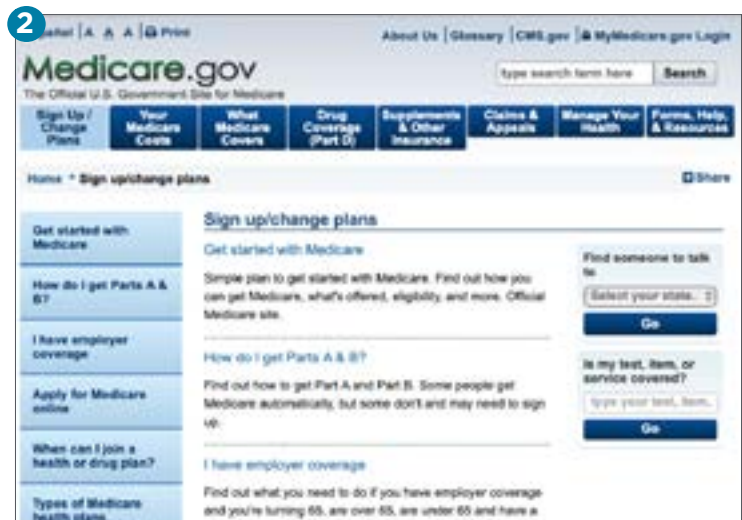 2
Español | A A A | Print
About Us | Glossary | CMS.gov | MyMedicare.gov Login
Medicare.gov
The Official U.S. Government Site for Medicare
type search term here
Search
Sign Up / Change Plans
Your Medicare Costs
What Medicare Covers
Drug Coverage (Part D)
Supplements & Other Insurance
Claims & Appeals
Manage Your Health
Forms, Help, & Resources
Home
Sign up/change plans
Share
Get started with
Medicare
How do I get Parts A &
B?
I have employer
coverage
Apply for Medicare
online
When can I join a
health or drug plan?
Types of Medicare
health plans
Sign up/change plans
Get started with Medicare
Simple plan to get started with Medicare. Find out how you
can get Medicare, what's offered, eligibility, and more. Official
Medicare site.
How do I get Parts A & B?
Find out how to get Part A and Part B. Some people get
Medicare automatically, but some don't and may need to sign
up.
I have employer coverage
Find out what you need to do if you have employer coverage
and you're turning 65, are over 65, are under 65 and have a
Find someone to talk
to
Select your state.
Go
Is my test, item, or
service covered?
type your test, item,
Go